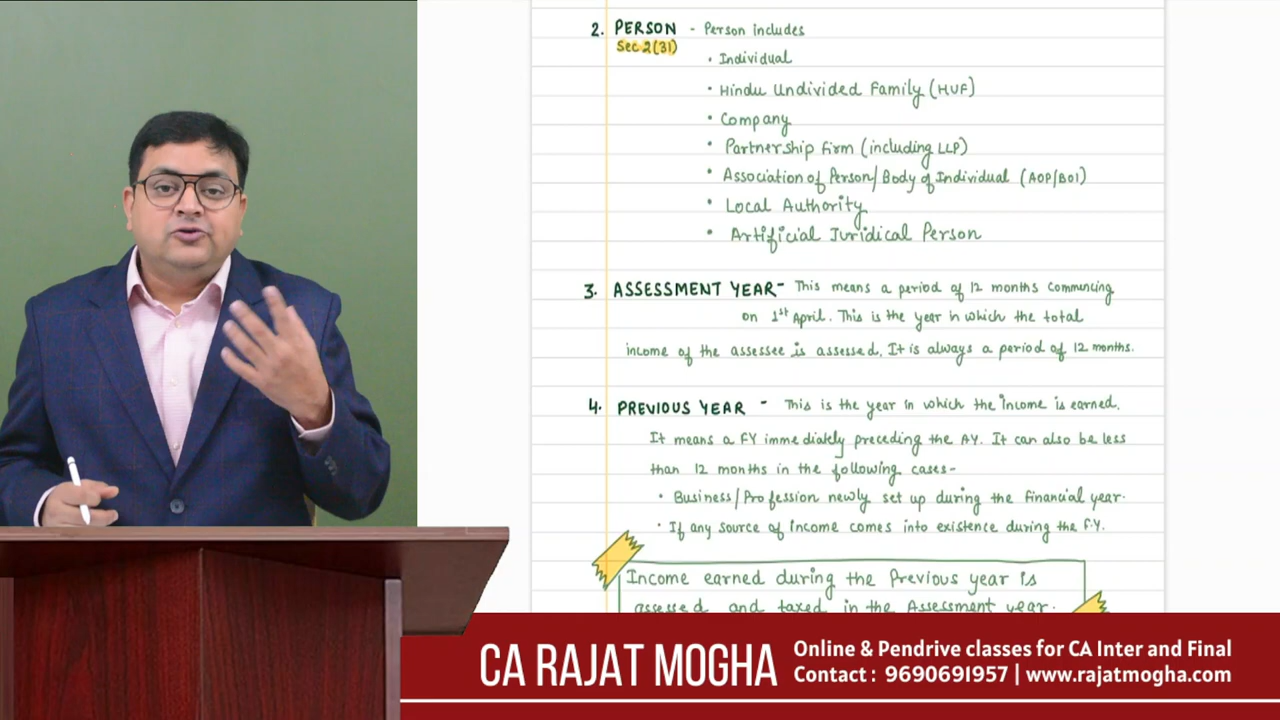 2. PERSON - Person includes
Sec 2(31)
• Individual
• Hindu Undivided Family (HUF)
• Company
• Partnership Firm (including LLP)
• Association of Person/Body of Individual (AOP/BOI)
• Local Authority
• Artificial Juridical Person
3. ASSESSMENT YEAR- This means a period of 12 months commencing
on 1st April. This is the year in which the total
income of the assessee is assessed. It is always a period of 12 months.
4. PREVIOUS YEAR - This is the year in which the income is earned.
It means a FY immediately preceding the AY. It can also be less
than 12 months in the following cases-
• Business/Profession newly set up during the financial year.
• If any source of income comes into existence during the F.Y.
Income earned during the Previous year is
assessed and taxed in the Assessment year.
CA RAJAT MOGHA
Online & Pendrive classes for CA Inter and Final
Contact : 9690691957 | www.rajatmogha.com